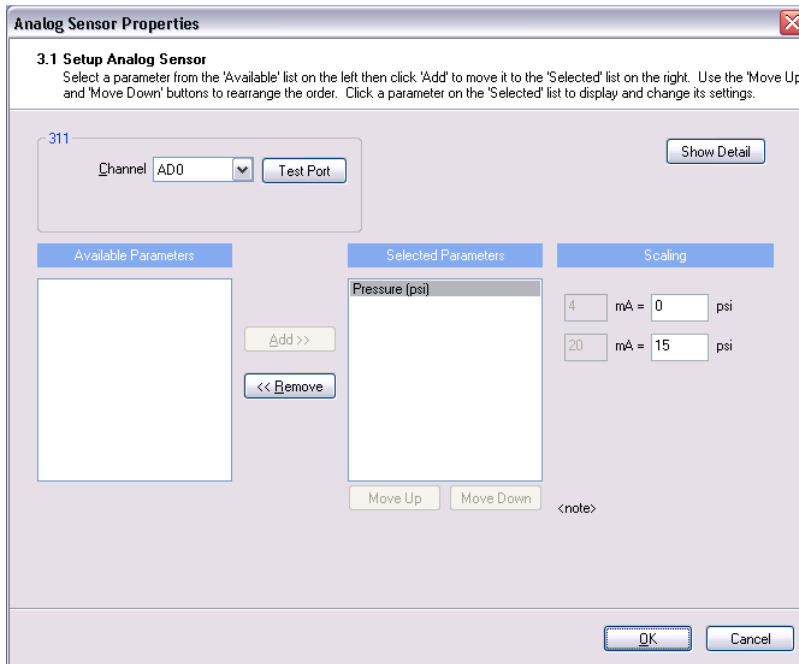 Analog Sensor Properties
3.1 Setup Analog Sensor
Select a parameter from the 'Available' list on the left then click 'Add' to move it to the 'Selected' list on the right. Use the 'Move Up
and 'Move Down' buttons to rearrange the order. Click a parameter on the 'Selected' list to display and change its settings.
311
Channel AD0 Test Port
Show Detail
Available Parameters
Selected Parameters
Scaling
Pressure (psi)
4 mA = 0 psi
Add >>
20 mA = 15 psi
<< Remove
Move Up Move Down
<note>
OK Cancel